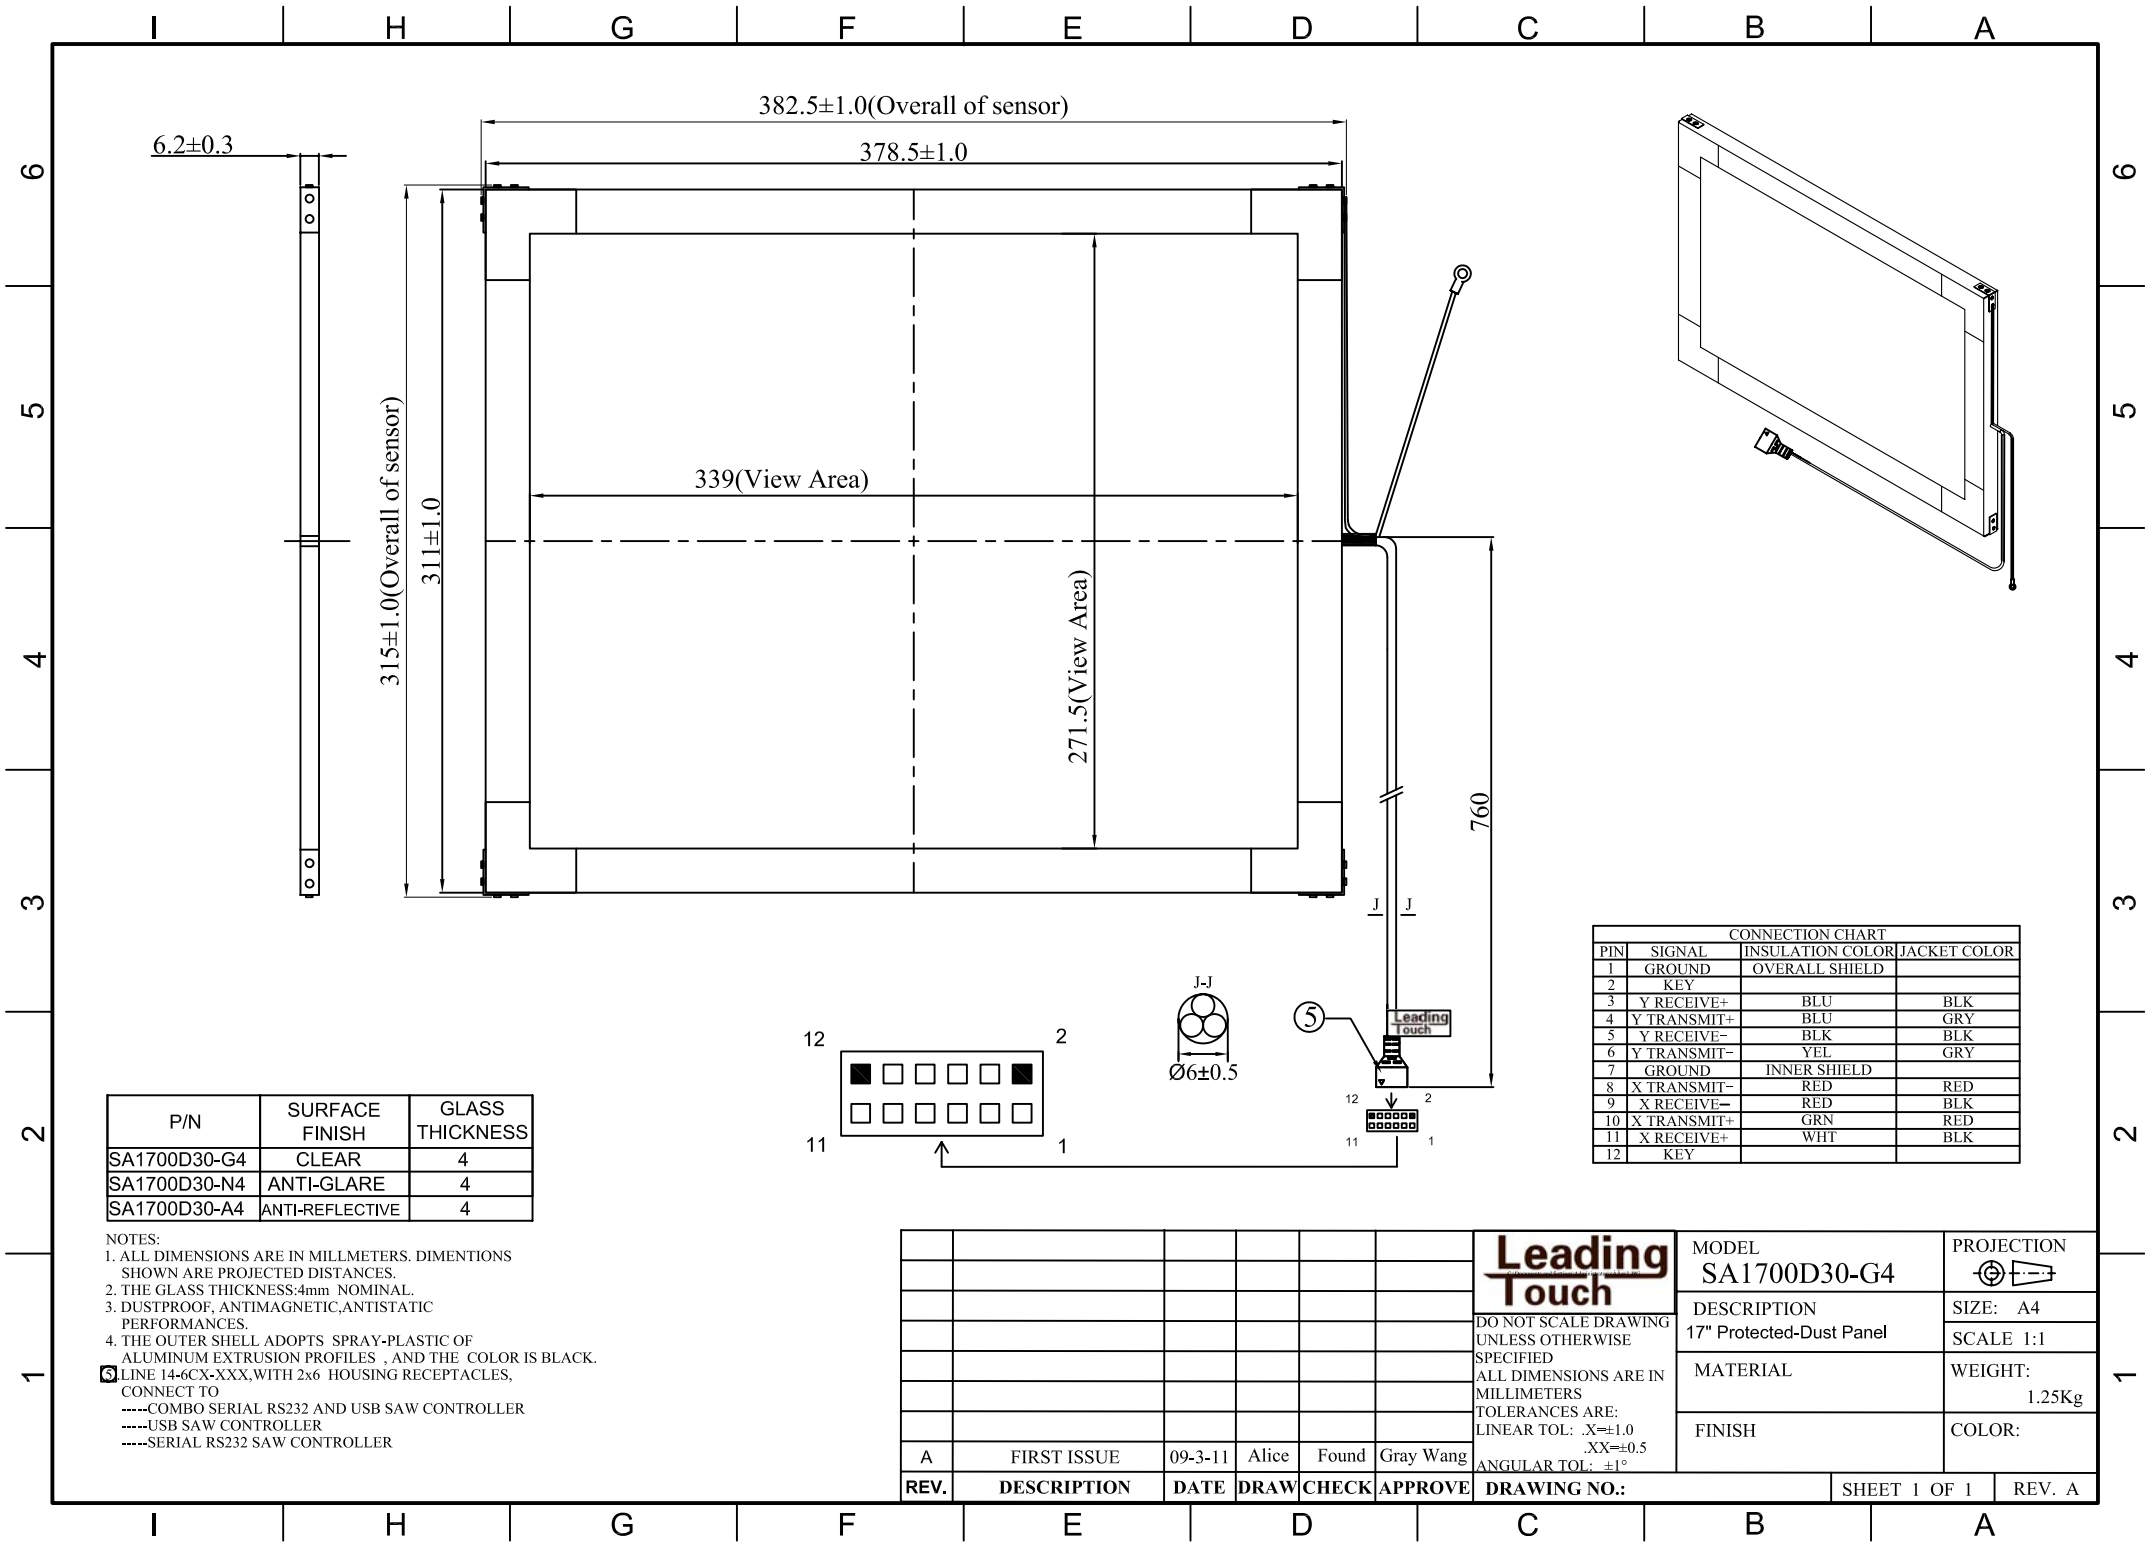 I H G F E D C B A
6 6
5 5
4 4
3 3
2 2
1 1
382.5±1.0(Overall of sensor)
378.5±1.0
6.2±0.3
315±1.0(Overall of sensor)
311±1.0
339(View Area)
271.5(View Area)
760
J J
J-J
Ø6±0.5
5
Leading
Touch
12 2
11 1
12 2
11 1
CONNECTION CHART
PIN SIGNAL INSULATION COLOR JACKET COLOR
1 GROUND OVERALL SHIELD
2 KEY
3 Y RECEIVE+ BLU BLK
4 Y TRANSMIT+ BLU GRY
5 Y RECEIVE- BLK BLK
6 Y TRANSMIT- YEL GRY
7 GROUND INNER SHIELD
8 X TRANSMIT- RED RED
9 X RECEIVE- RED BLK
10 X TRANSMIT+ GRN RED
11 X RECEIVE+ WHT BLK
12 KEY
P/N SURFACE FINISH GLASS THICKNESS
SA1700D30-G4 CLEAR 4
SA1700D30-N4 ANTI-GLARE 4
SA1700D30-A4 ANTI-REFLECTIVE 4
NOTES:
1. ALL DIMENSIONS ARE IN MILLMETERS. DIMENTIONS
SHOWN ARE PROJECTED DISTANCES.
2. THE GLASS THICKNESS:4mm NOMINAL.
3. DUSTPROOF, ANTIMAGNETIC,ANTISTATIC
PERFORMANCES.
4. THE OUTER SHELL ADOPTS SPRAY-PLASTIC OF
ALUMINUM EXTRUSION PROFILES , AND THE COLOR IS BLACK.
5.LINE 14-6CX-XXX,WITH 2x6 HOUSING RECEPTACLES,
CONNECT TO
-----COMBO SERIAL RS232 AND USB SAW CONTROLLER
-----USB SAW CONTROLLER
-----SERIAL RS232 SAW CONTROLLER
A FIRST ISSUE 09-3-11 Alice Found Gray Wang
REV. DESCRIPTION DATE DRAW CHECK APPROVE
Leading
Touch
DO NOT SCALE DRAWING
UNLESS OTHERWISE
SPECIFIED
ALL DIMENSIONS ARE IN
MILLIMETERS
TOLERANCES ARE:
LINEAR TOL: .X=±1.0
.XX=±0.5
ANGULAR TOL: ±1°
DRAWING NO.:
MODEL
SA1700D30-G4
DESCRIPTION
17" Protected-Dust Panel
MATERIAL
FINISH
PROJECTION
SIZE: A4
SCALE 1:1
WEIGHT:
1.25Kg
COLOR:
SHEET 1 OF 1
REV. A
I H G F E D C B A